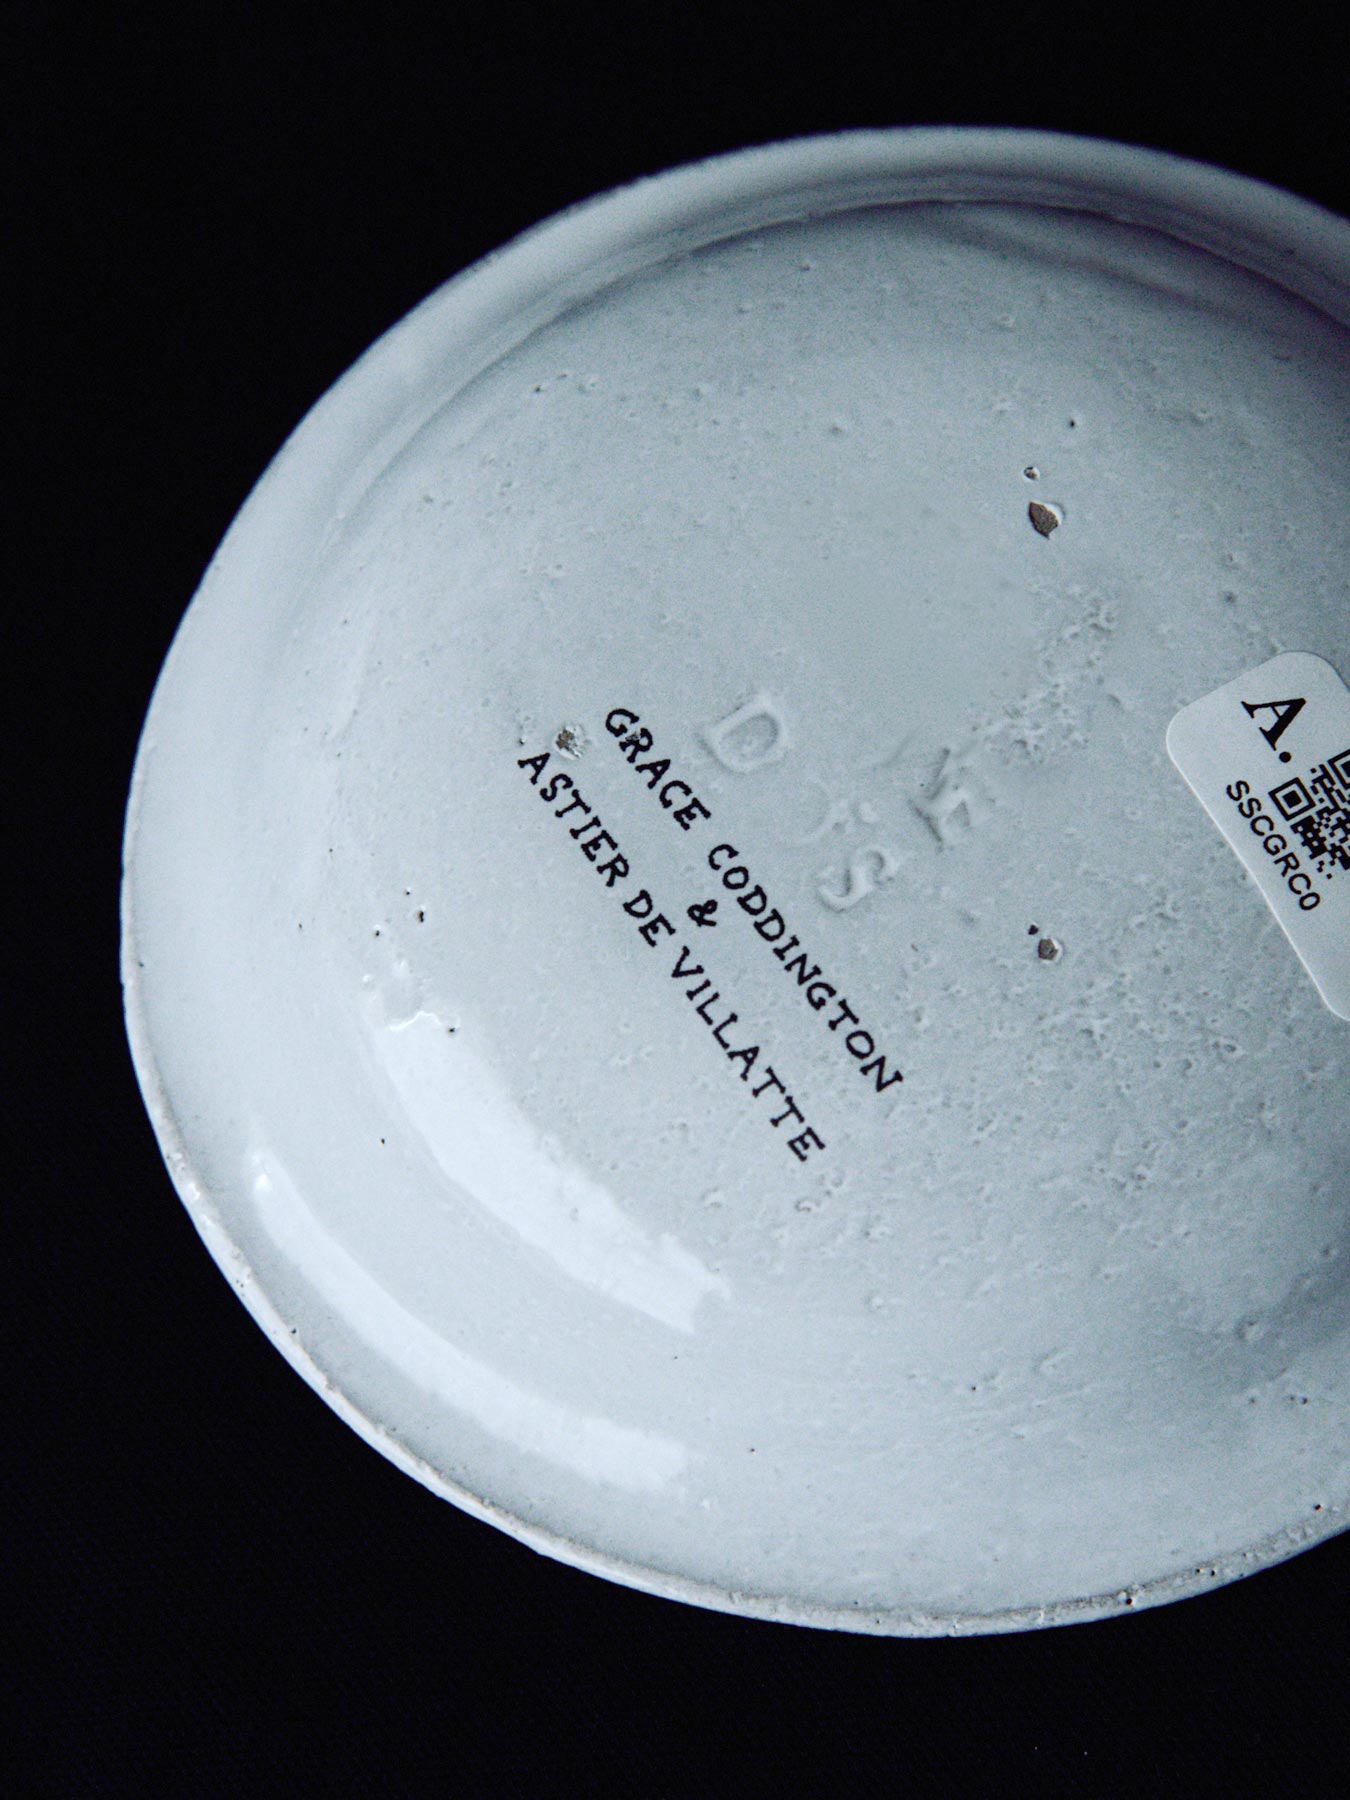 GRACE CODDINGTON
&
ASTIER DE VILLATTE
D E
S
A.
SSCGRC0